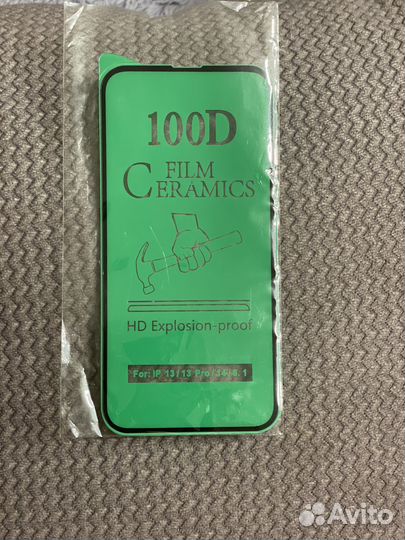 100D
FILM
CERAMICS
HD Explosion-proof
For: IP 13 / 13 Pro / 14 / 6.1
Avito